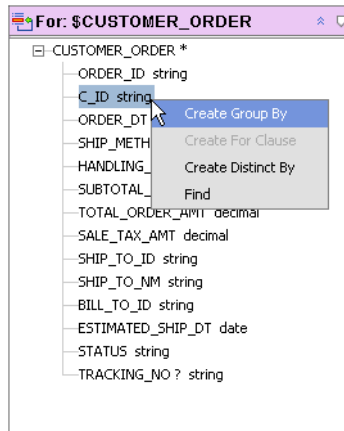 For: $CUSTOMER_ORDER
CUSTOMER_ORDER *
ORDER_ID string
C_ID string
ORDER_DT
Create Group By
SHIP_METH
Create For Clause
HANDLING_
Create Distinct By
SUBTOTAL_
Find
TOTAL_ORDER_AMT decimal
SALE_TAX_AMT decimal
SHIP_TO_ID string
SHIP_TO_NM string
BILL_TO_ID string
ESTIMATED_SHIP_DT date
STATUS string
TRACKING_NO ? string